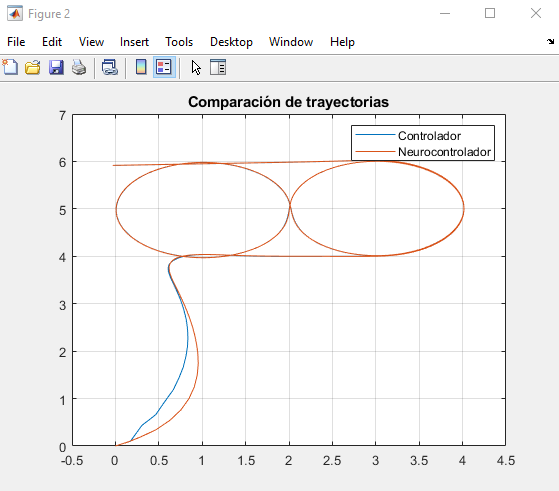 Figure 2
File Edit View Insert Tools Desktop Window Help
Comparación de trayectorias
7
Controlador
Neurocontrolador
6
5
4
3
2
1
0
-0.5 0 0.5 1 1.5 2 2.5 3 3.5 4 4.5